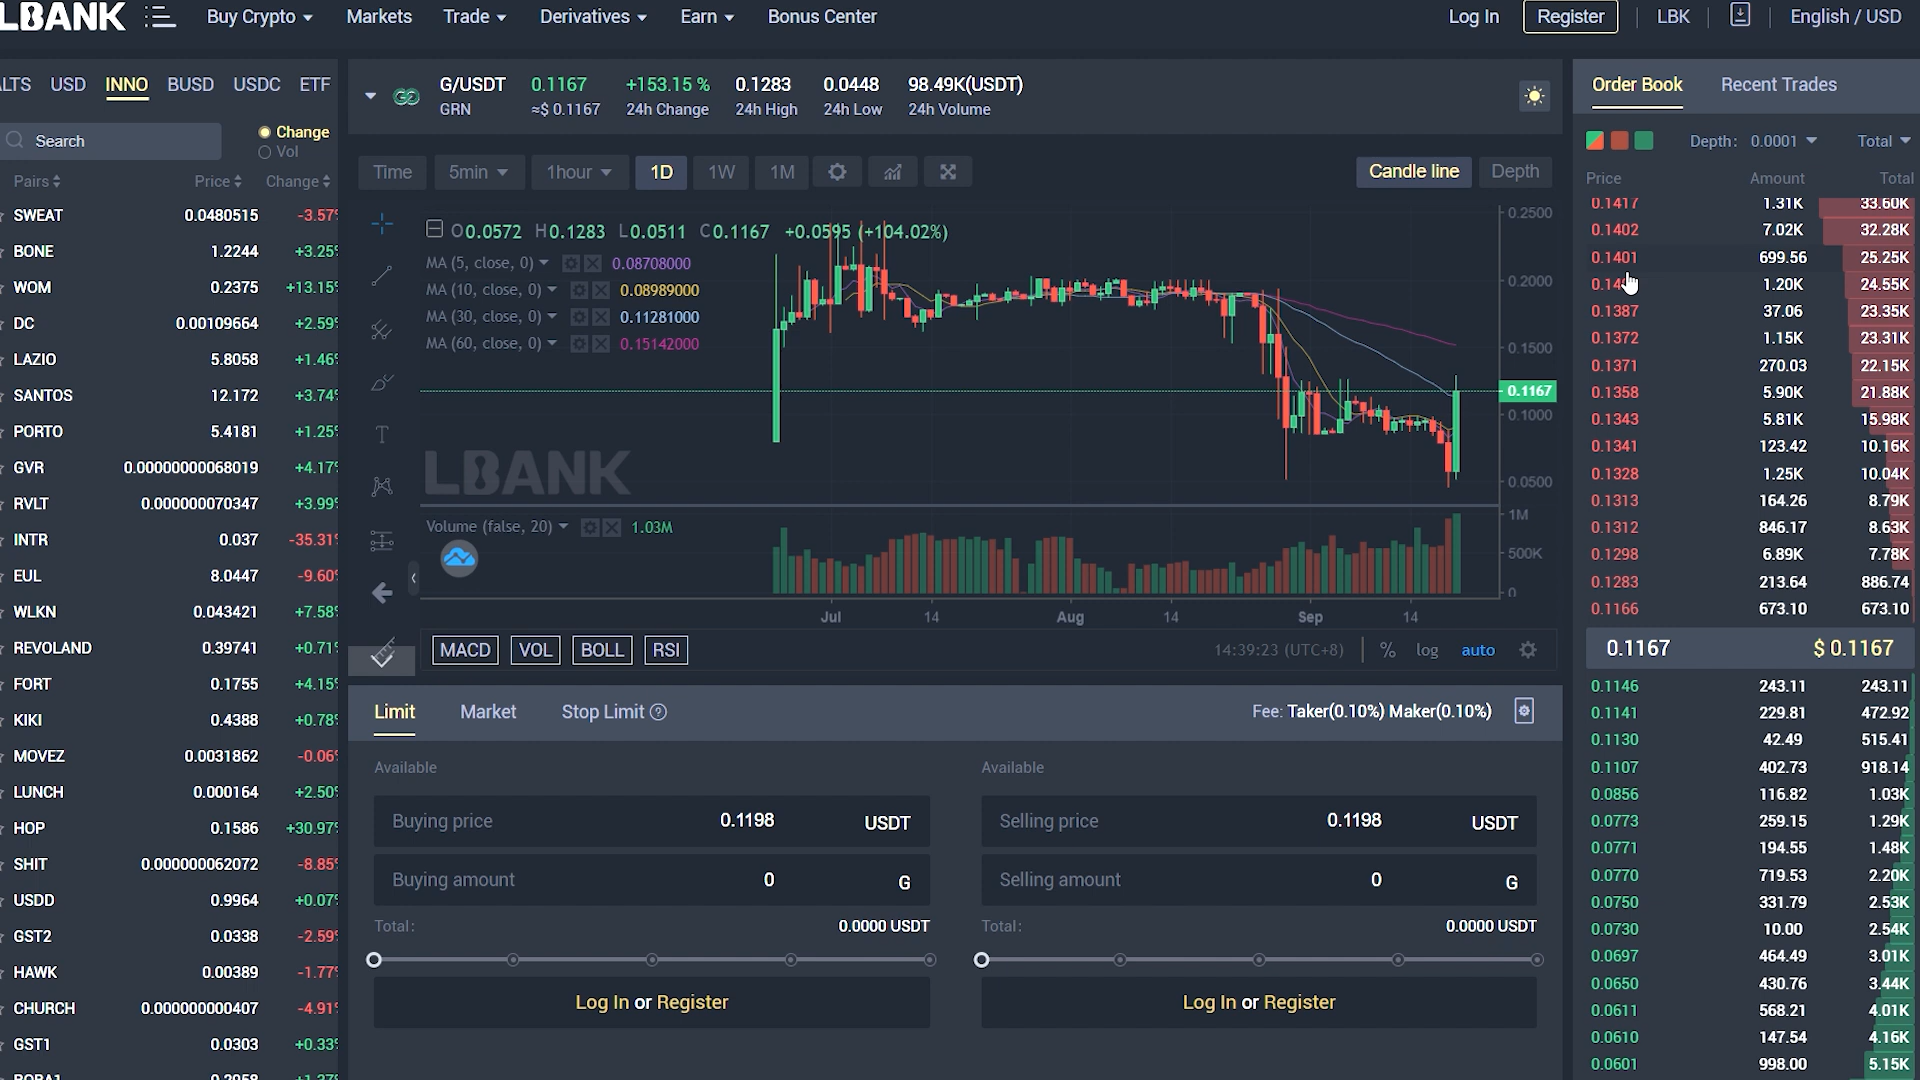 LBANK Buy Crypto Markets Trade Derivatives Earn Bonus Center Log In Register LBK English / USD
ALTS USD INNO BUSD USDC ETF
Search
Change
Vol
Pairs Price Change
SWEAT 0.0480515 -3.57%
BONE 1.2244 +3.25%
WOM 0.2375 +13.15%
DC 0.00109664 +2.59%
LAZIO 5.8058 +1.46%
SANTOS 12.172 +3.74%
PORTO 5.4181 +1.25%
GVR 0.00000000068019 +4.17%
RVLT 0.000000070347 +3.99%
INTR 0.037 -35.31%
EUL 8.0447 -9.60%
WLKN 0.043421 +7.58%
REVOLAND 0.39741 +0.71%
FORT 0.1755 +4.15%
KIKI 0.4388 +0.78%
MOVEZ 0.0031862 -0.06%
LUNCH 0.000164 +2.50%
HOP 0.1586 +30.97%
SHIT 0.000000062072 -8.85%
USDD 0.9964 +0.07%
GST2 0.0338 -2.59%
HAWK 0.00389 -1.77%
CHURCH 0.000000000407 -4.91%
GST1 0.0303 +0.33%
G/USDT 0.1167 +153.15 % 0.1283 0.0448 98.49K(USDT)
GRN ≈$ 0.1167 24h Change 24h High 24h Low 24h Volume
Time 5min 1hour 1D 1W 1M Candle line Depth
O0.0572 H0.1283 L0.0511 C0.1167 +0.0595 (+104.02%)
MA (5, close, 0) 0.08708000
MA (10, close, 0) 0.08989000
MA (30, close, 0) 0.11281000
MA (60, close, 0) 0.15142000
0.2500
0.2000
0.1500
0.1167
0.1000
0.0500
LBANK
Volume (false, 20) 1.03M
1M
500K
0
Jul 14 Aug 14 Sep 14
MACD VOL BOLL RSI 14:39:23 (UTC+8) % log auto
Limit Market Stop Limit Fee: Taker(0.10%) Maker(0.10%)
Available
Buying price 0.1198 USDT
Buying amount 0 G
Total: 0.0000 USDT
Log In or Register
Available
Selling price 0.1198 USDT
Selling amount 0 G
Total: 0.0000 USDT
Log In or Register
Order Book Recent Trades
Depth: 0.0001 Total
Price Amount Total
0.1417 1.31K 33.60K
0.1402 7.02K 32.28K
0.1401 699.56 25.25K
1.20K 24.55K
0.1387 37.06 23.35K
0.1372 1.15K 23.31K
0.1371 270.03 22.15K
0.1358 5.90K 21.88K
0.1343 5.81K 15.98K
0.1341 123.42 10.16K
0.1328 1.25K 10.04K
0.1313 164.26 8.79K
0.1312 846.17 8.63K
0.1298 6.89K 7.78K
0.1283 213.64 886.74
0.1166 673.10 673.10
0.1167 $ 0.1167
0.1146 243.11 243.11
0.1141 229.81 472.92
0.1130 42.49 515.41
0.1107 402.73 918.14
0.0856 116.82 1.03K
0.0773 259.15 1.29K
0.0771 194.55 1.48K
0.0770 719.53 2.20K
0.0750 331.79 2.53K
0.0730 10.00 2.54K
0.0697 464.49 3.01K
0.0650 430.76 3.44K
0.0611 568.21 4.01K
0.0610 147.54 4.16K
0.0601 998.00 5.15K